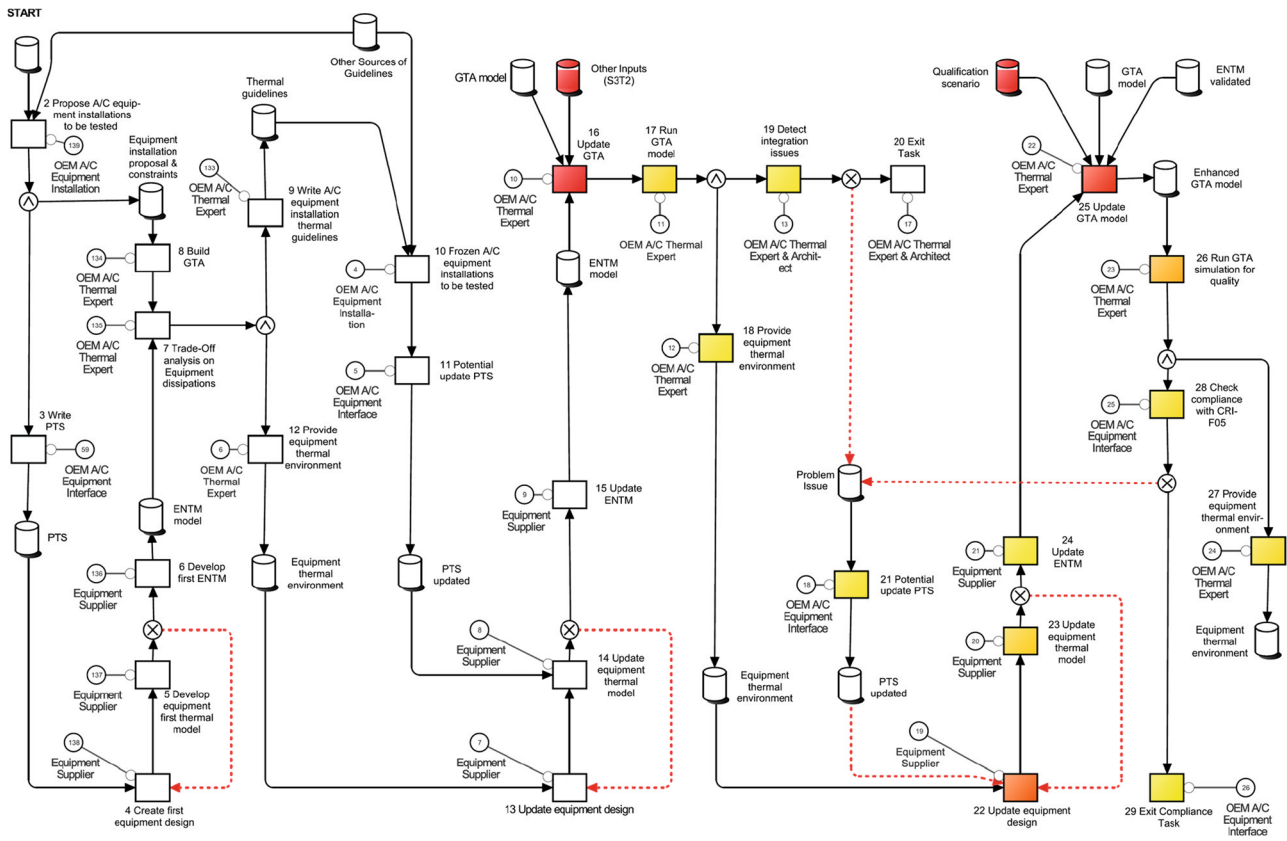 START
Other Sources of
Guidelines
2 Propose A/C equip-
ment installations
to be tested
139
OEM A/C
Equipment
Installation
Equipment
installation
proposal &
constraints
8 Build
GTA
134
OEM A/C
Thermal
Expert
135
OEM A/C
Thermal
Expert
7 Trade-Off
analysis on
Equipment
dissipations
3 Write
PTS
59
OEM A/C
Equipment
Interface
PTS
ENTM
model
6 Develop
first ENTM
136
Equipment
Supplier
137
Equipment
Supplier
5 Develop
equipment
first thermal
model
138
Equipment
Supplier
4 Create first
equipment design
Thermal
guidelines
133
OEM A/C
Thermal
Expert
9 Write A/C
equipment
installation
thermal
guidelines
12 Provide
equipment
thermal
environment
6
OEM A/C
Thermal
Expert
Equipment
thermal
environment
10 Frozen A/C
equipment
installations
to be tested
4
OEM A/C
Equipment
Installa-
tion
11 Potential
update PTS
5
OEM A/C
Equipment
Interface
PTS
updated
GTA model
Other Inputs
(S3T2)
16
Update
GTA
10
OEM A/C
Thermal
Expert
ENTM
model
15 Update
ENTM
9
Equipment
Supplier
8
Equipment
Supplier
14 Update
equipment
thermal
model
7
Equipment
Supplier
13 Update equipment design
17 Run
GTA
model
11
OEM A/C Thermal
Expert
19 Detect
integration
issues
13
OEM A/C Thermal
Expert & Archit-
ect
20 Exit
Task
17
OEM A/C Thermal
Expert & Architect
18 Provide
equipment
thermal
environment
12
OEM A/C
Thermal
Expert
Equipment
thermal
environment
Problem
Issue
18
OEM A/C
Equipment
Interface
21 Potential
update PTS
PTS
updated
19
Equipment
Supplier
22 Update equipment
design
20
Equipment
Supplier
23 Update
equipment
thermal
model
21
Equipment
Supplier
24
Update
ENTM
Qualification
scenario
GTA
model
ENTM
validated
22
OEM A/C
Thermal
Expert
25 Update
GTA model
Enhanced
GTA model
26 Run GTA
simulation for
quality
23
OEM A/C
Thermal
Expert
28 Check
compliance
with CRI-
F05
25
OEM A/C
Equipment
Interface
27 Provide
equipment
thermal envir-
onment
24
OEM A/C
Thermal
Expert
Equipment
thermal
environment
29 Exit Compliance
Task
26
OEM A/C
Equipment
Interface